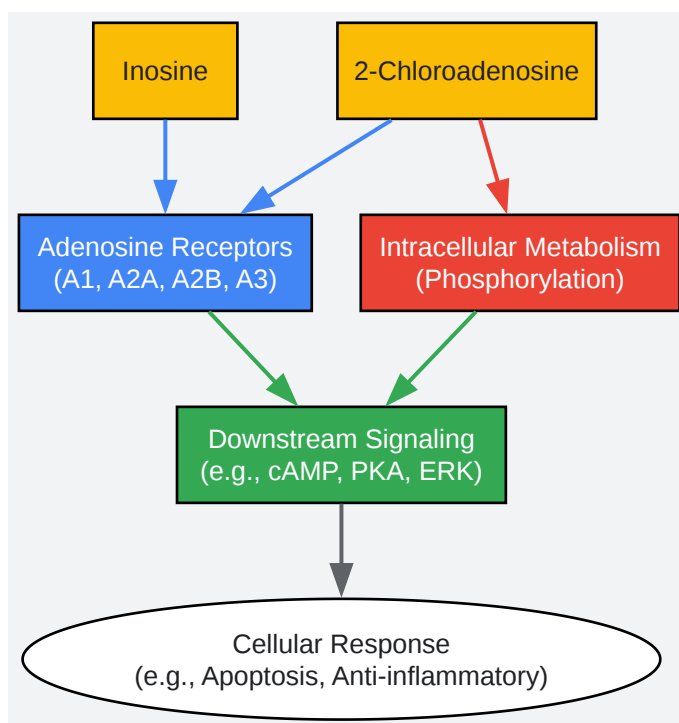 Inosine
2-Chloroadenosine
Adenosine Receptors
(A1, A2A, A2B, A3)
Intracellular Metabolism
(Phosphorylation)
Downstream Signaling
(e.g., cAMP, PKA, ERK)
Cellular Response
(e.g., Apoptosis, Anti-inflammatory)